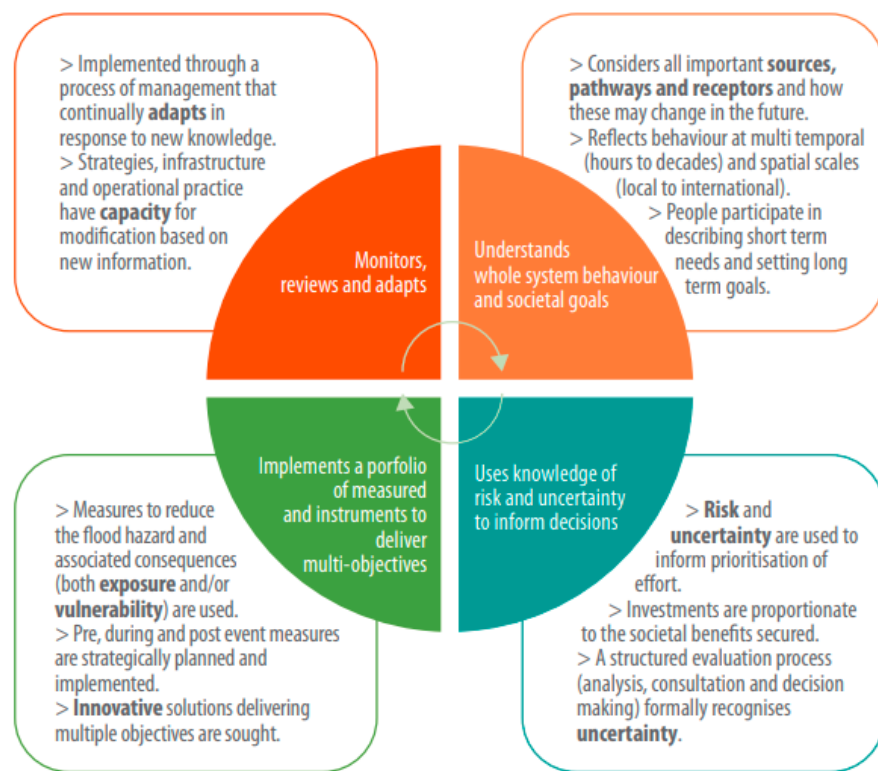 > Implemented through a
process of management that
continually adapts in
response to new knowledge.
> Strategies, infrastructure
and operational practice
have capacity for
modification based on
new information.
> Considers all important sources,
pathways and receptors and how
these may change in the future.
> Reflects behaviour at multi temporal
(hours to decades) and spatial scales
(local to international).
> People participate in
describing short term
needs and setting long
term goals.
Monitors,
reviews and adapts
Understands
whole system behaviour
and societal goals
Implements a porfolio
of measured
and instruments to
deliver
multi-objectives
Uses knowledge of
risk and uncertainty
to inform decisions
> Measures to reduce
the flood hazard and
associated consequences
(both exposure and/or
vulnerability) are used.
> Pre, during and post event measures
are strategically planned and
implemented.
> Innovative solutions delivering
multiple objectives are sought.
> Risk and
uncertainty are used to
inform prioritisation of
effort.
> Investments are proportionate
to the societal benefits secured.
> A structured evaluation process
(analysis, consultation and decision
making) formally recognises
uncertainty.